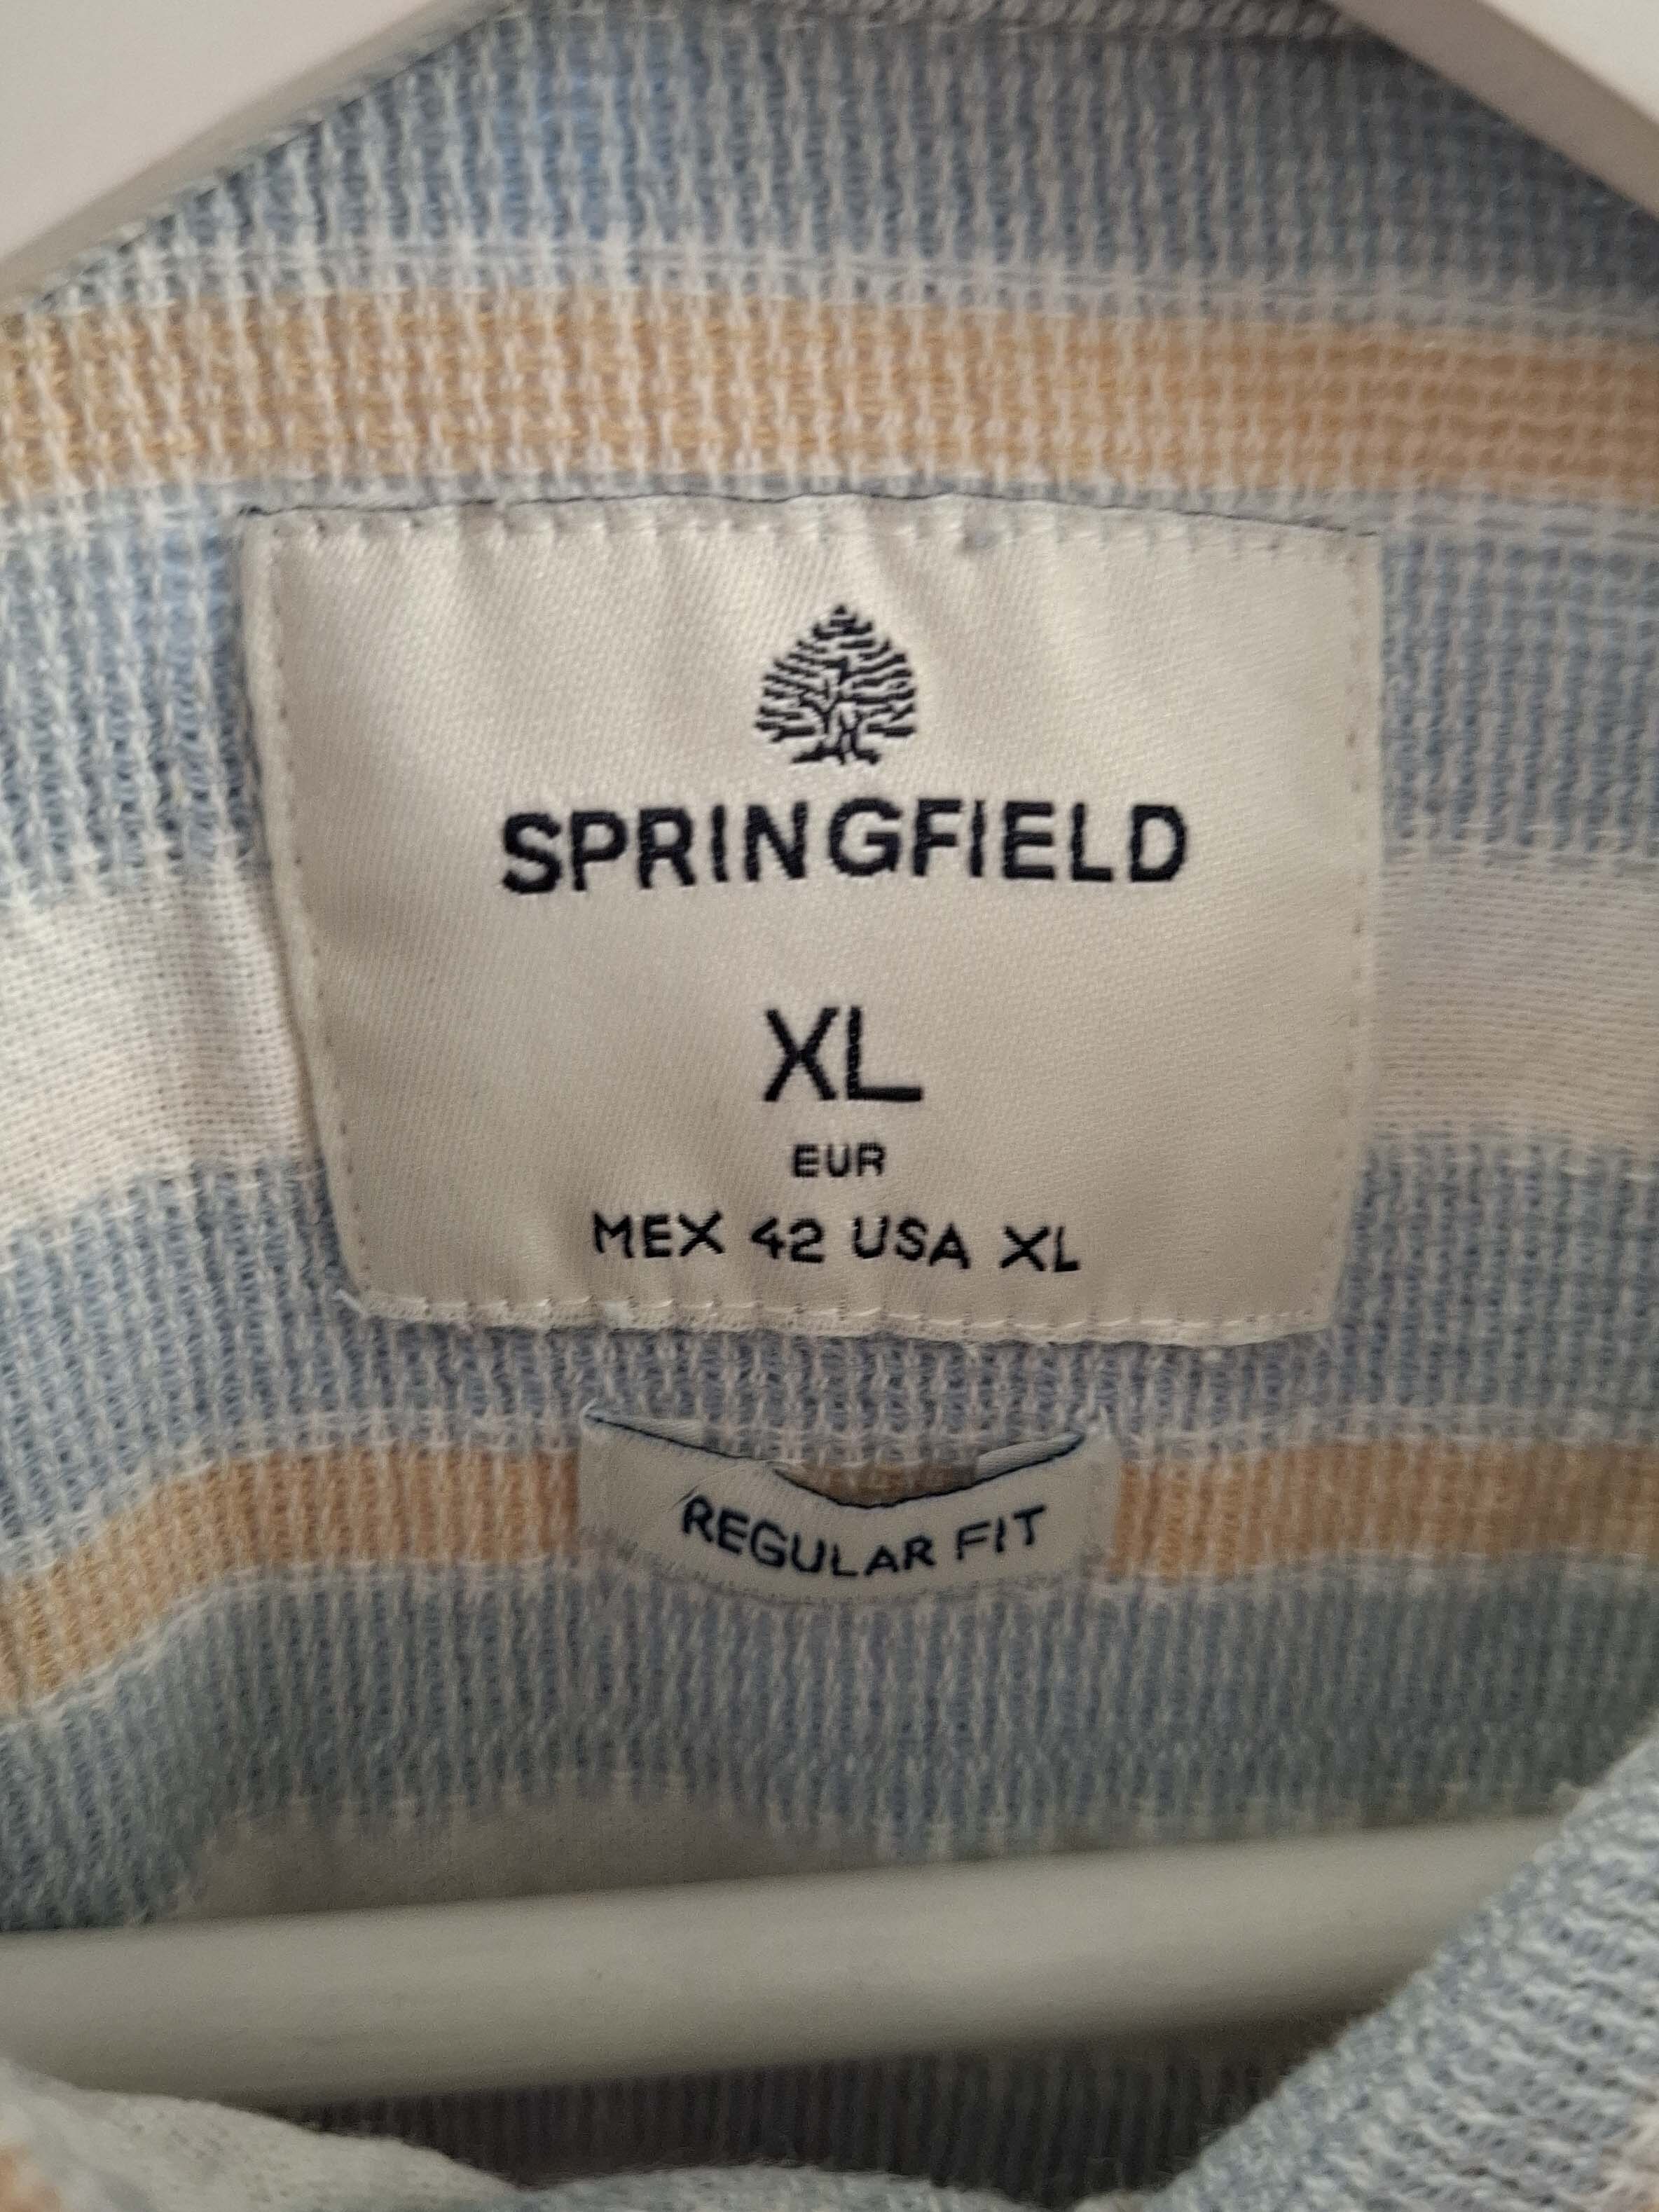 SPRINGFIELD
XL
EUR
MEX 42 USA XL
REGULAR FIT